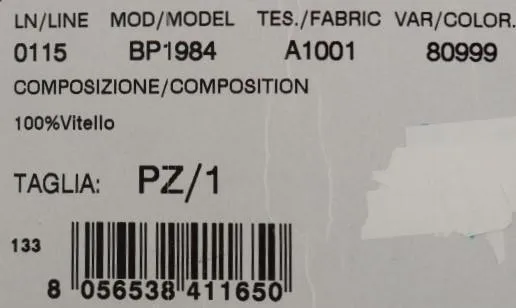 LN/LINE MOD/MODEL TES./FABRIC VAR/COLOR.
0115 BP1984 A1001 80999
COMPOSIZIONE/COMPOSITION
100%Vitello
TAGLIA: PZ/1
133
8 056538 411650